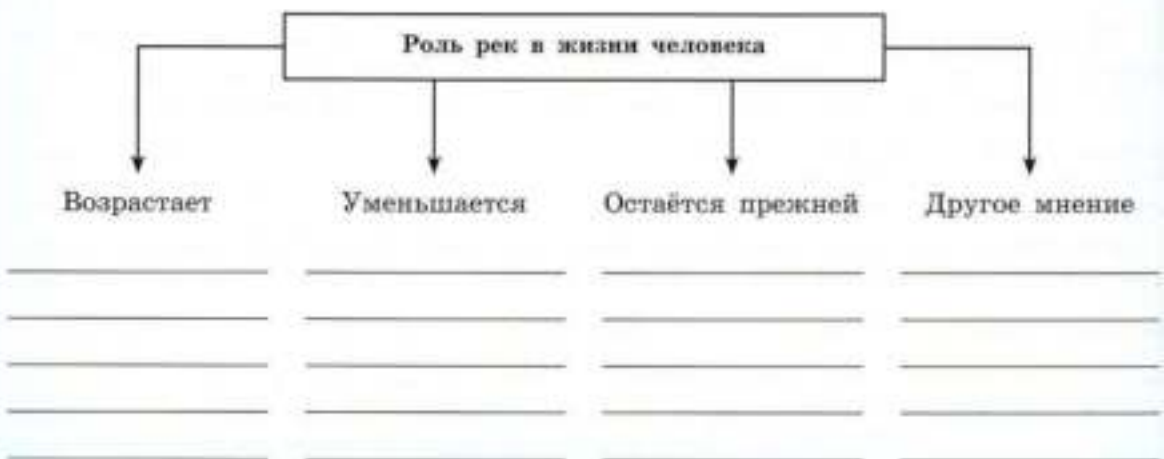 Роль рек в жизни человека
Возрастает Уменьшается Остаётся прежней Другое мнение